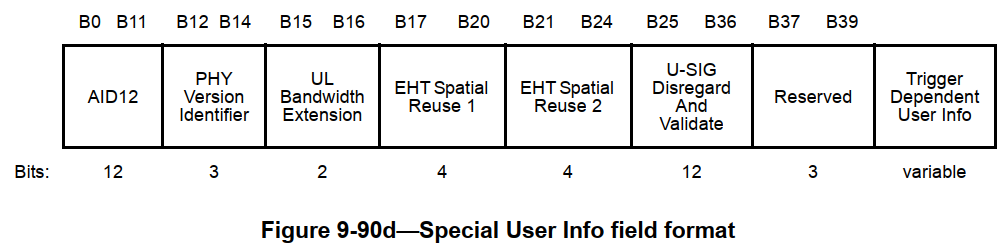 B0 B11 B12 B14 B15 B16 B17 B20 B21 B24 B25 B36 B37 B39
AID12
PHY
Version
Identifier
UL
Bandwidth
Extension
EHT Spatial
Reuse 1
EHT Spatial
Reuse 2
U-SIG
Disregard
And
Validate
Reserved
Trigger
Dependent
User Info
Bits: 12 3 2 4 4 12 3 variable
Figure 9-90d—Special User Info field format